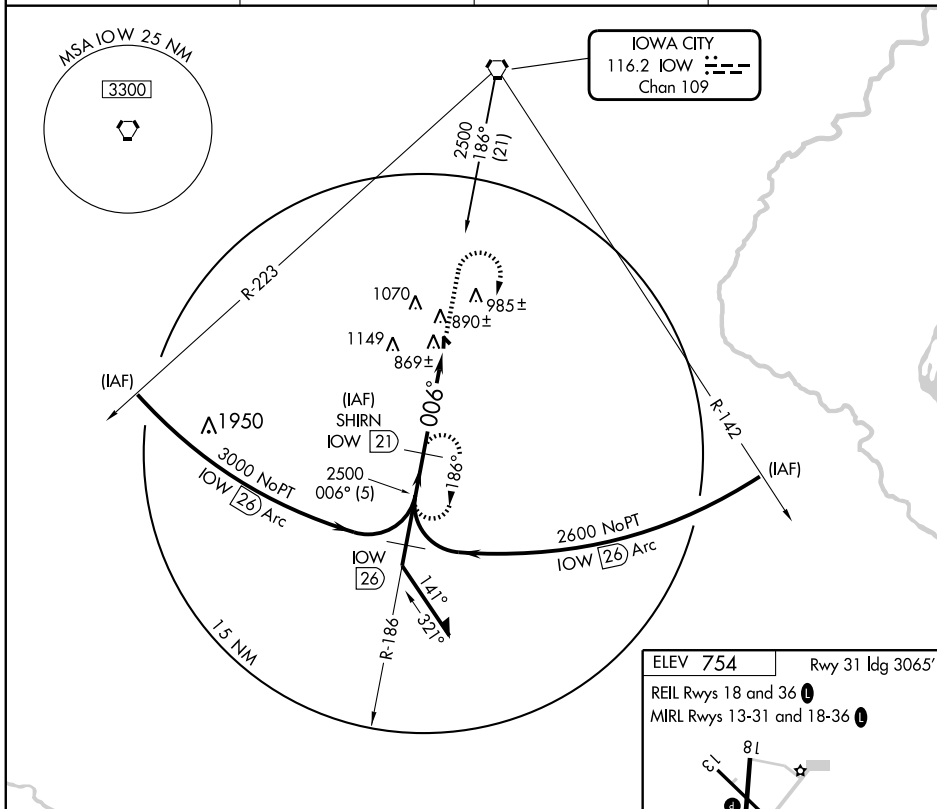 MSA IOW 25 NM
3300
IOWA CITY
116.2 IOW
Chan 109
2500
186°
(21)
R-223
R-142
1070
985±
890±
1149
869±
(IAF)
1950
3000 NoPT
IOW 26 Arc
(IAF)
SHIRN
IOW 21
006°
186°
2500
006° (5)
(IAF)
2600 NoPT
IOW 26 Arc
IOW
26
141°
321°
R-186
15 NM
ELEV 754
Rwy 31 ldg 3065'
REIL Rwys 18 and 36 L
MIRL Rwys 13-31 and 18-36 L
18
13
P